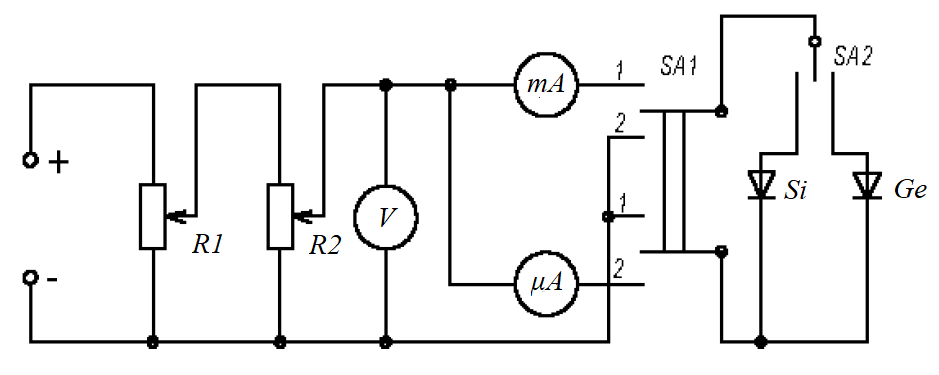 +
-
R1
R2
V
mA
μA
1
2
1
2
SA1
SA2
Si
Ge